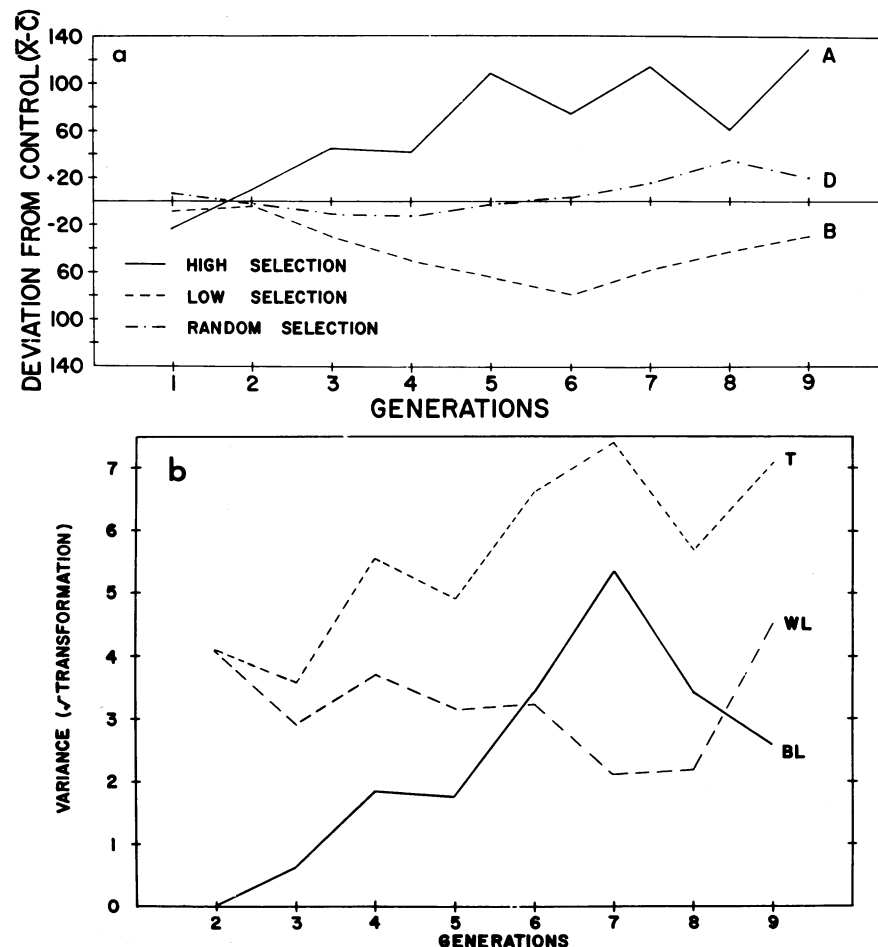 DEVIATION FROM CONTROL (X̄-C̄)
140
100
60
+20
-20
60
100
140
a
A
D
B
HIGH SELECTION
LOW SELECTION
RANDOM SELECTION
1 2 3 4 5 6 7 8 9
GENERATIONS
VARIANCE (√ TRANSFORMATION)
7
6
5
4
3
2
1
0
b
T
WL
BL
2 3 4 5 6 7 8 9
GENERATIONS